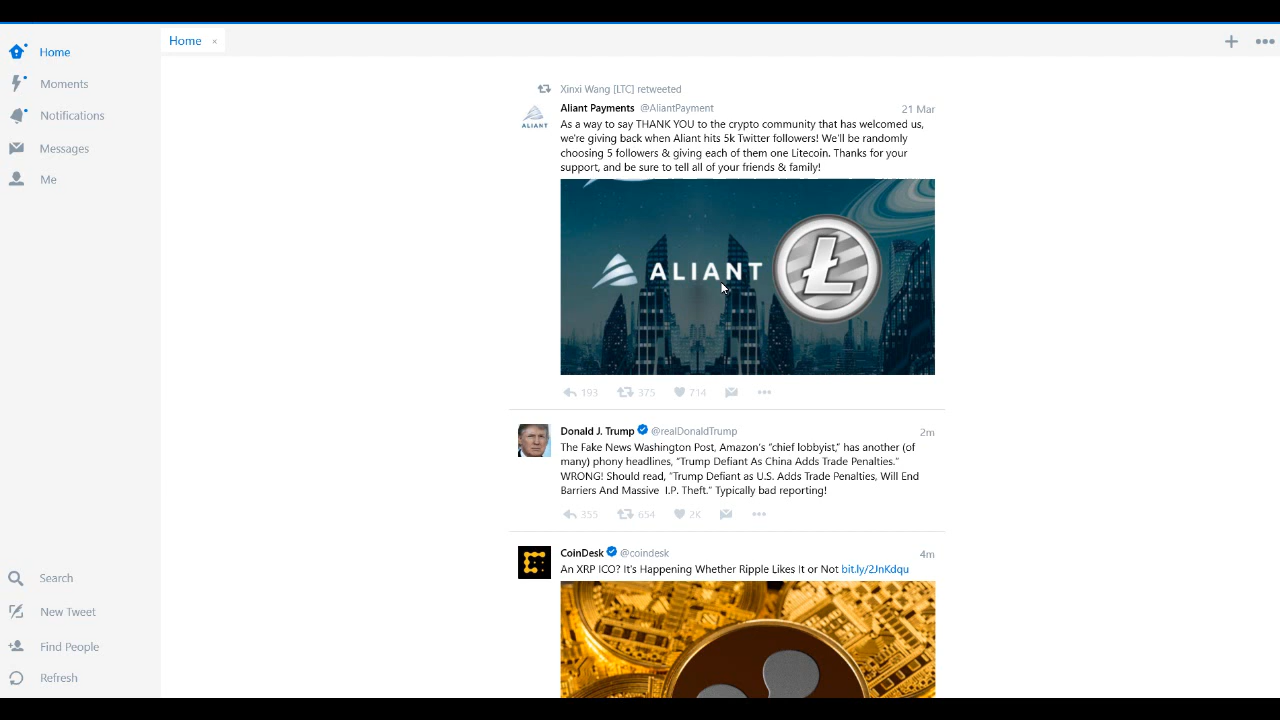 Home
Moments
Notifications
Messages
Me
Search
New Tweet
Find People
Refresh
Home ×
Xinxi Wang [LTC] retweeted
Aliant Payments @AliantPayment 21 Mar
ALIANT
As a way to say THANK YOU to the crypto community that has welcomed us,
we're giving back when Aliant hits 5k Twitter followers! We'll be randomly
choosing 5 followers & giving each of them one Litecoin. Thanks for your
support, and be sure to tell all of your friends & family!
ALIANT
193 375 714
Donald J. Trump @realDonaldTrump 2m
The Fake News Washington Post, Amazon's "chief lobbyist," has another (of
many) phony headlines, "Trump Defiant As China Adds Trade Penalties."
WRONG! Should read, "Trump Defiant as U.S. Adds Trade Penalties, Will End
Barriers And Massive I.P. Theft." Typically bad reporting!
355 654 2K
CoinDesk @coindesk 4m
An XRP ICO? It's Happening Whether Ripple Likes It or Not bit.ly/2JnKdqu